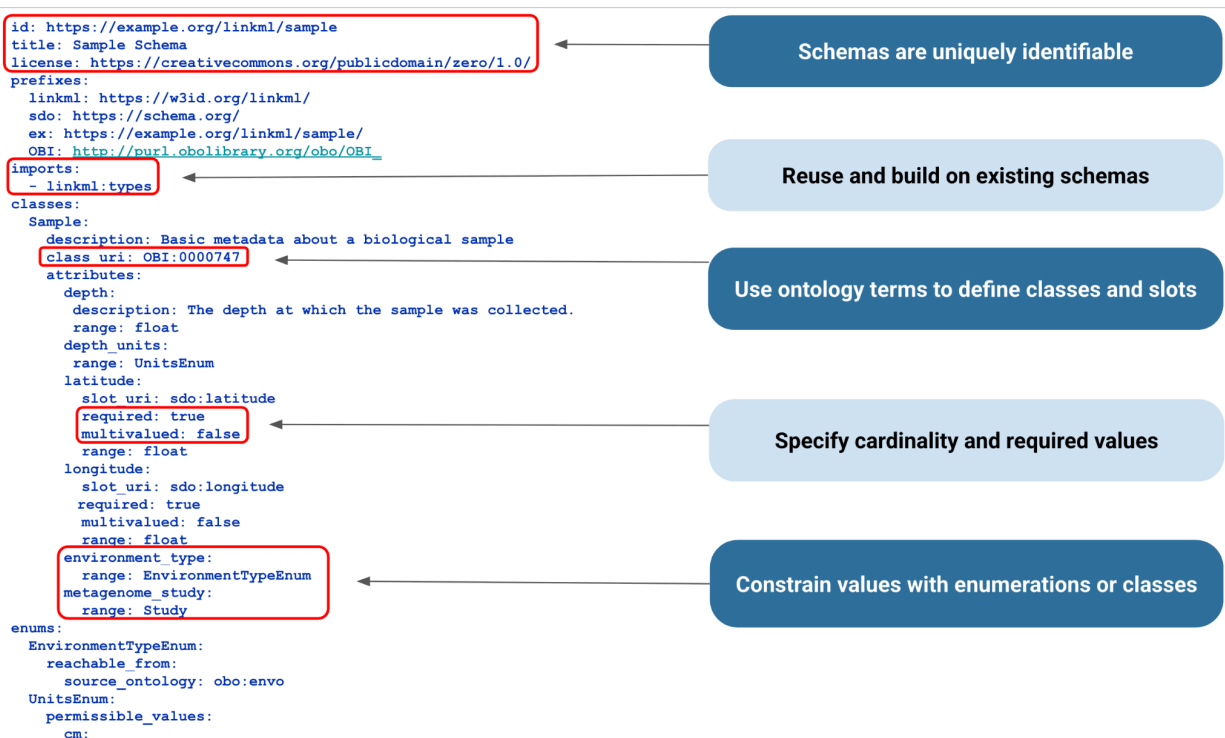 id: https://example.org/linkml/sample
title: Sample Schema
license: https://creativecommons.org/publicdomain/zero/1.0/
prefixes:
  linkml: https://w3id.org/linkml/
  sdo: https://schema.org/
  ex: https://example.org/linkml/sample/
  OBI: http://purl.obolibrary.org/obo/OBI_
imports:
  - linkml:types
classes:
  Sample:
    description: Basic metadata about a biological sample
    class_uri: OBI:0000747
    attributes:
      depth:
       description: The depth at which the sample was collected.
       range: float
      depth_units:
       range: UnitsEnum
      latitude:
        slot_uri: sdo:latitude
        required: true
        multivalued: false
        range: float
      longitude:
        slot_uri: sdo:longitude
       required: true
        multivalued: false
        range: float
      environment_type:
        range: EnvironmentTypeEnum
      metagenome_study:
        range: Study
enums:
  EnvironmentTypeEnum:
    reachable_from:
      source_ontology: obo:envo
  UnitsEnum:
    permissible_values:
      cm:
Schemas are uniquely identifiable
Reuse and build on existing schemas
Use ontology terms to define classes and slots
Specify cardinality and required values
Constrain values with enumerations or classes